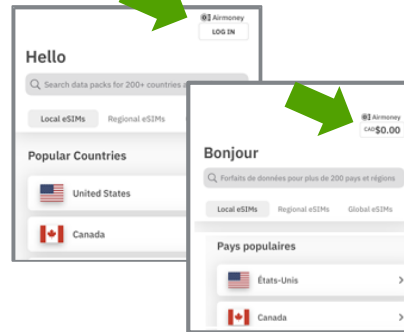 Airmoney
LOG IN
Hello
Search data packs for 200+ countries a
Local eSIMs Regional eSIMs
Popular Countries
United States
Canada
Airmoney
CAD$0.00
Bonjour
Forfaits de données pour plus de 200 pays et régions
Local eSIMs Regional eSIMs Global eSIMs
Pays populaires
États-Unis
Canada